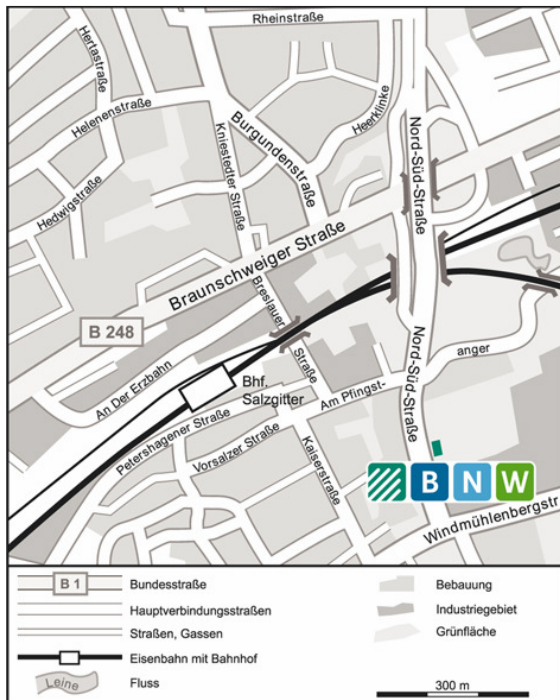 Rheinstraße
Hertastraße
Helenenstraße
Hedwigstraße
Kniestedter Straße
Burgundenstraße
Heerklinke
Nord-Süd-Straße
Braunschweiger Straße
B 248
Breslauer
Straße
An Der Erzbahn
Bhf.
Salzgitter
Nord-Süd-Straße
anger
Am Pfingst-
Petershagener Straße
Vorsalzer Straße
Kaiserstraße
BNW
Windmühlenbergstr
B 1
Bundesstraße
Hauptverbindungsstraßen
Straßen, Gassen
Eisenbahn mit Bahnhof
Leine
Fluss
Bebauung
Industriegebiet
Grünfläche
300 m